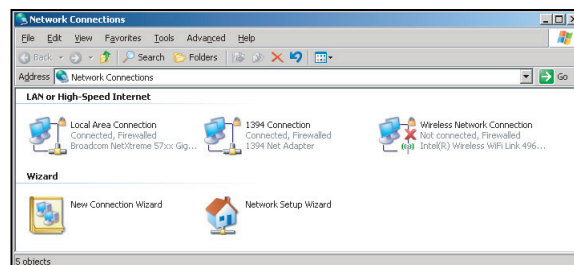 Network Connections
File Edit View Favorites Tools Advanced Help
Back Search Folders
Address Network Connections Go
LAN or High-Speed Internet
Local Area Connection
Connected, Firewalled
Broadcom NetXtreme 57xx Gig...
1394 Connection
Connected, Firewalled
1394 Net Adapter
Wireless Network Connection
Not connected, Firewalled
Intel(R) Wireless WiFi Link 496...
Wizard
New Connection Wizard
Network Setup Wizard
5 objects